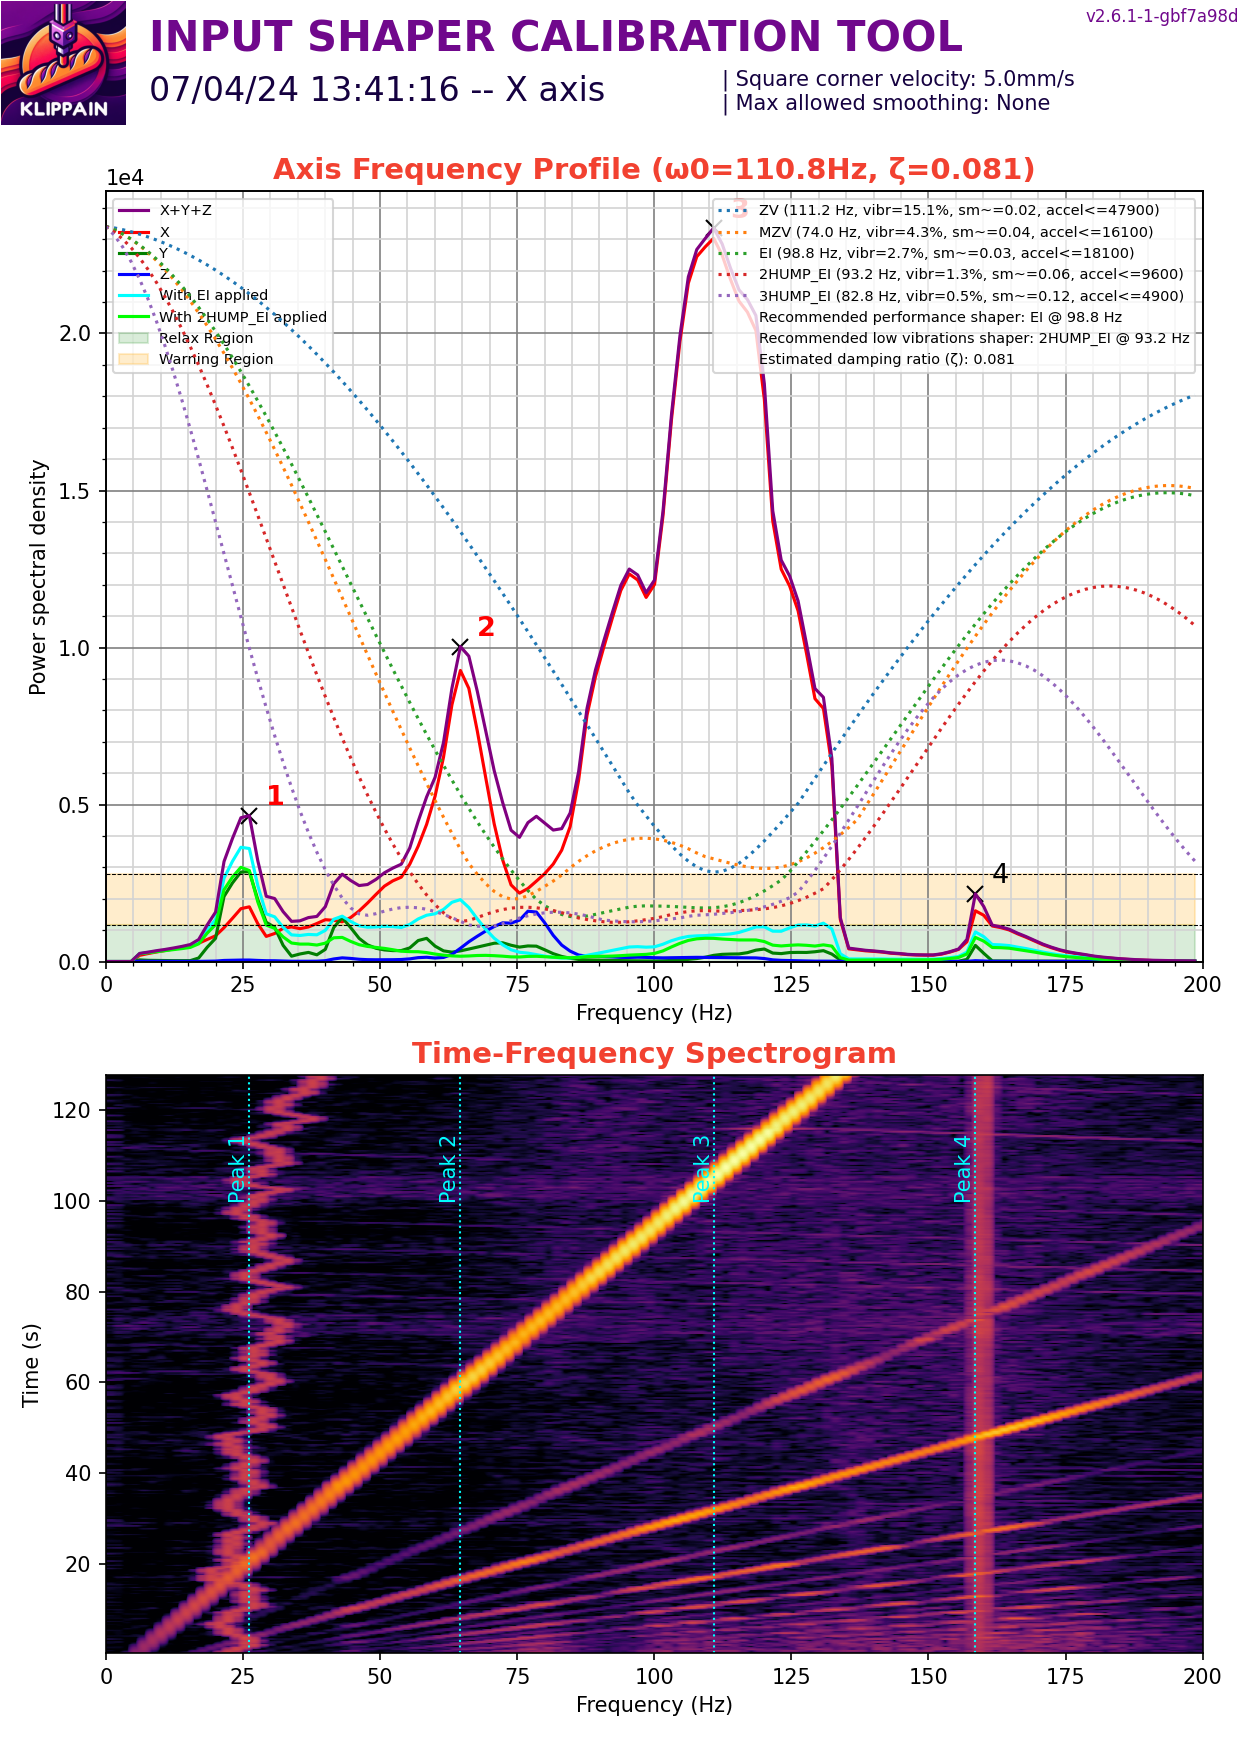 v2.6.1-1-gbf7a98d
INPUT SHAPER CALIBRATION TOOL
07/04/24 13:41:16 -- X axis
| Square corner velocity: 5.0mm/s
| Max allowed smoothing: None
KLIPPAIN
Axis Frequency Profile (ω0=110.8Hz, ζ=0.081)
1e4
X+Y+Z
X
Y
Z
With EI applied
With 2HUMP_EI applied
Relax Region
Warning Region
ZV (111.2 Hz, vibr=15.1%, sm~=0.02, accel<=47900)
MZV (74.0 Hz, vibr=4.3%, sm~=0.04, accel<=16100)
EI (98.8 Hz, vibr=2.7%, sm~=0.03, accel<=18100)
2HUMP_EI (93.2 Hz, vibr=1.3%, sm~=0.06, accel<=9600)
3HUMP_EI (82.8 Hz, vibr=0.5%, sm~=0.12, accel<=4900)
Recommended performance shaper: EI @ 98.8 Hz
Recommended low vibrations shaper: 2HUMP_EI @ 93.2 Hz
Estimated damping ratio (ζ): 0.081
3
2
1
4
Power spectral density
2.0
1.5
1.0
0.5
0.0
0 25 50 75 100 125 150 175 200
Frequency (Hz)
Time-Frequency Spectrogram
Time (s)
120
100
80
60
40
20
Peak 1
Peak 2
Peak 3
Peak 4
0 25 50 75 100 125 150 175 200
Frequency (Hz)